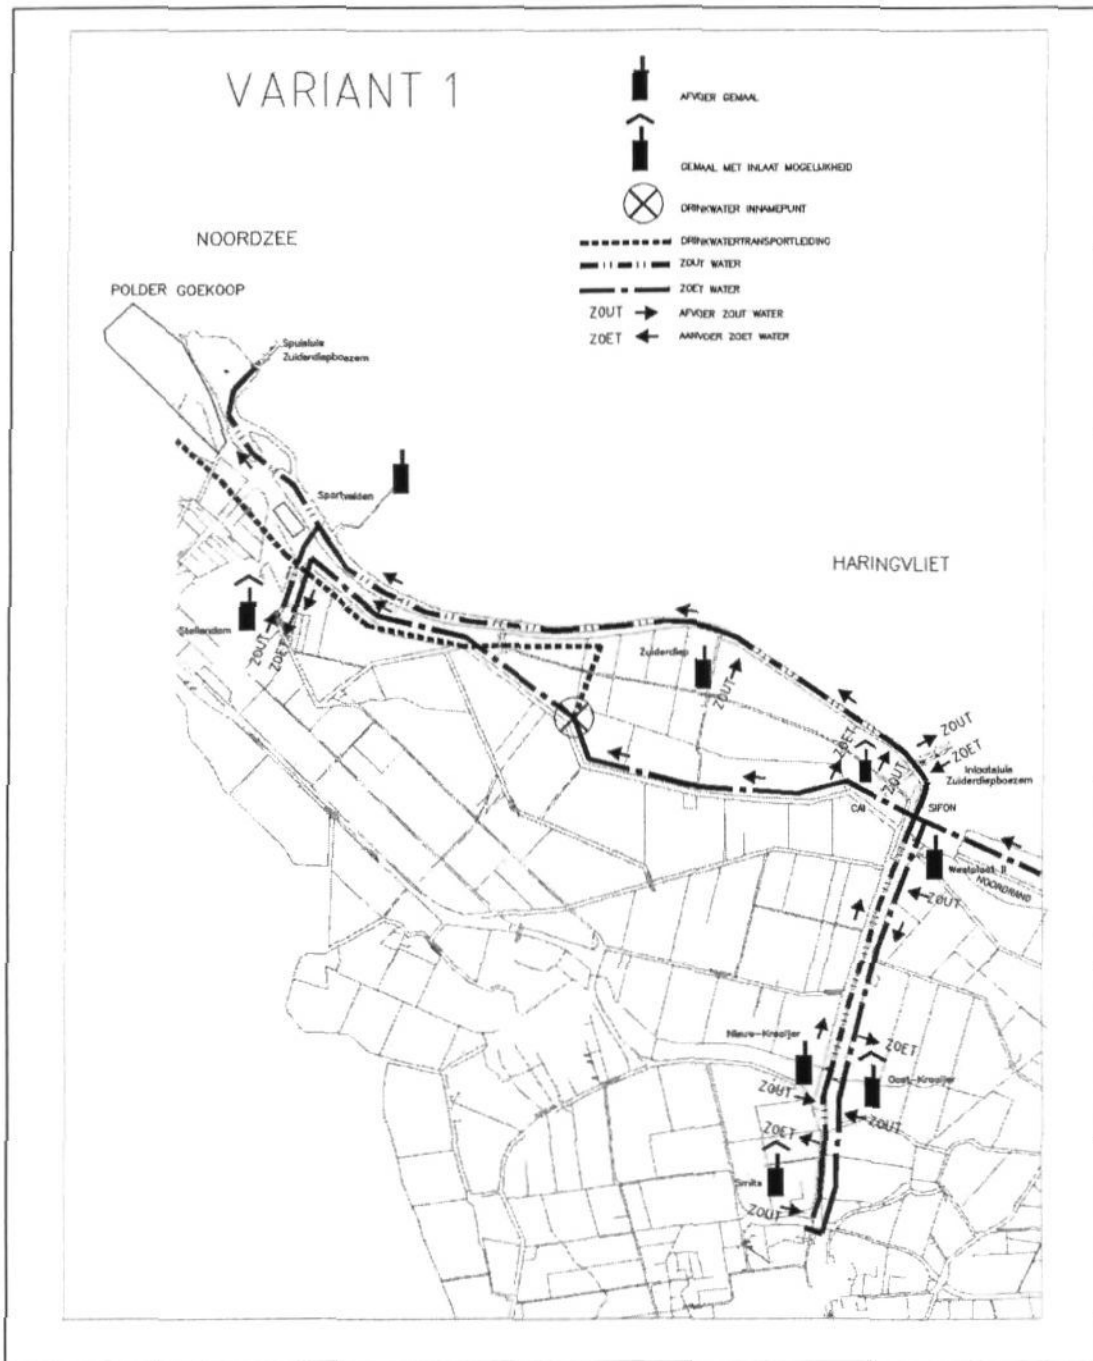 VARIANT 1
AFVOER GEMAAL
GEMAAL MET INLAAT MOGELIJKHEID
DRINKWATER INNAMEPUNT
DRINKWATERTRANSPORTLEIDING
ZOUT WATER
ZOET WATER
ZOUT AFVOER ZOUT WATER
ZOET AANVOER ZOET WATER
NOORDZEE
POLDER GOEKOOP
Spuisluis
Zuiderdiepboezem
Sportvelden
HARINGVLIET
Stellendam
ZOUT
ZOET
Zuiderdiep
ZOUT
ZOET
ZOUT
ZOUT
ZOET
Inlaatsluis
Zuiderdiepboezem
CAI
SIFON
Westplaat II
NOORDRAND
ZOUT
Nieuw-Kraaijer
ZOET
Oost-Kraaijer
ZOUT
ZOUT
ZOET
Smits
ZOUT